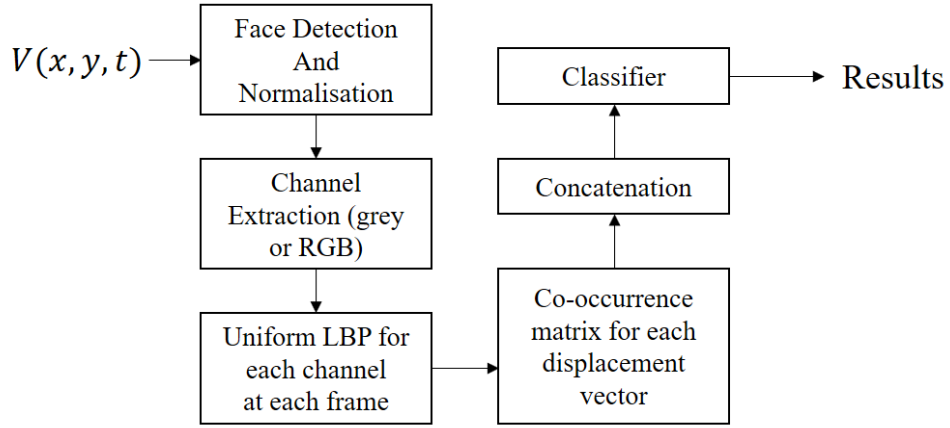 V(x, y, t)
Face Detection
And
Normalisation
Channel
Extraction (grey
or RGB)
Uniform LBP for
each channel
at each frame
Co-occurrence
matrix for each
displacement
vector
Concatenation
Classifier
Results